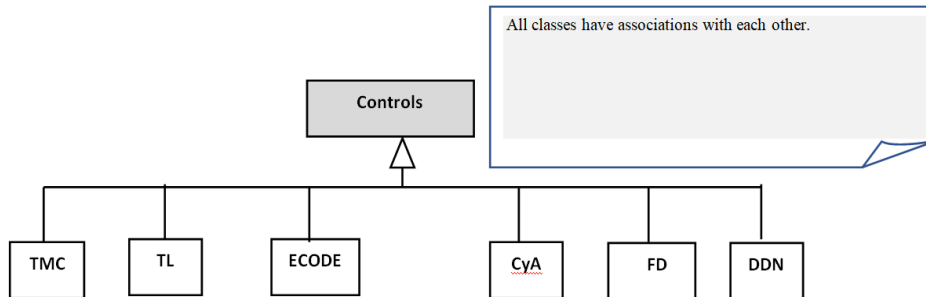 All classes have associations with each other.
Controls
TMC
TL
ECODE
CyA
FD
DDN